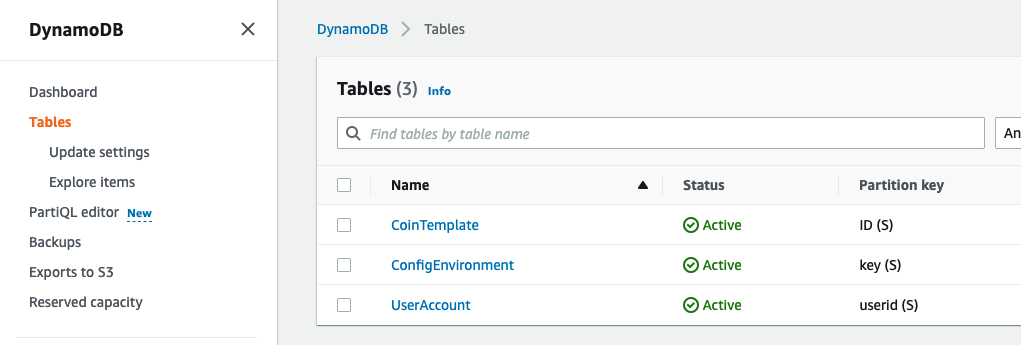 DynamoDB
Dashboard
Tables
Update settings
Explore items
PartiQL editor New
Backups
Exports to S3
Reserved capacity
DynamoDB > Tables
Tables (3) Info
Find tables by table name
An
Name Status Partition key
CoinTemplate Active ID (S)
ConfigEnvironment Active key (S)
UserAccount Active userid (S)